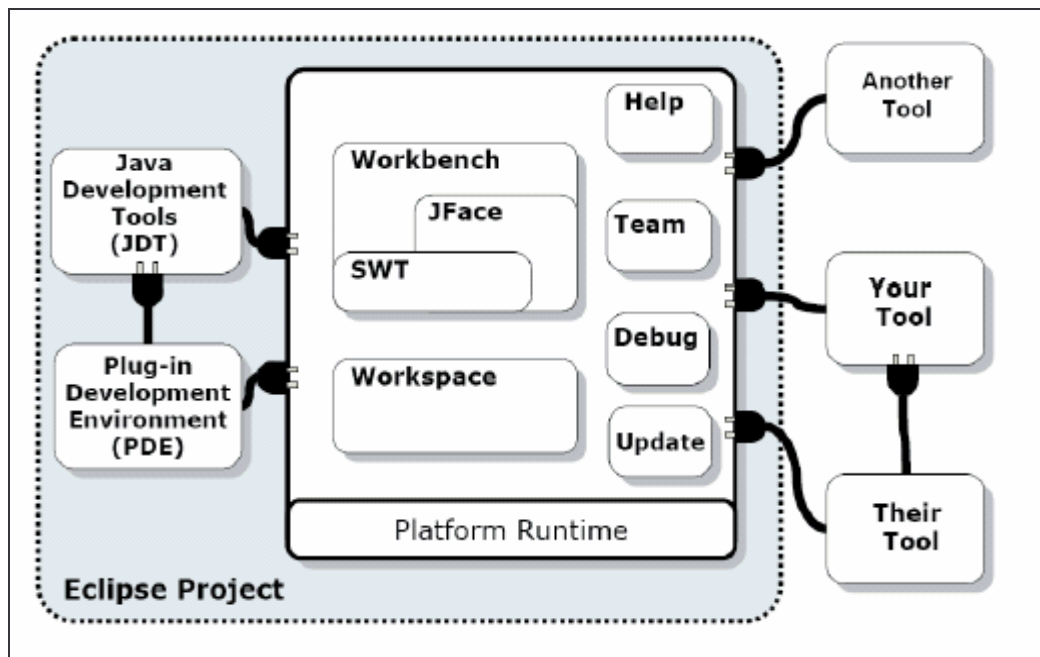 Java
Development
Tools
(JDT)
Plug-in
Development
Environment
(PDE)
Workbench
JFace
SWT
Workspace
Help
Team
Debug
Update
Platform Runtime
Eclipse Project
Another
Tool
Your
Tool
Their
Tool